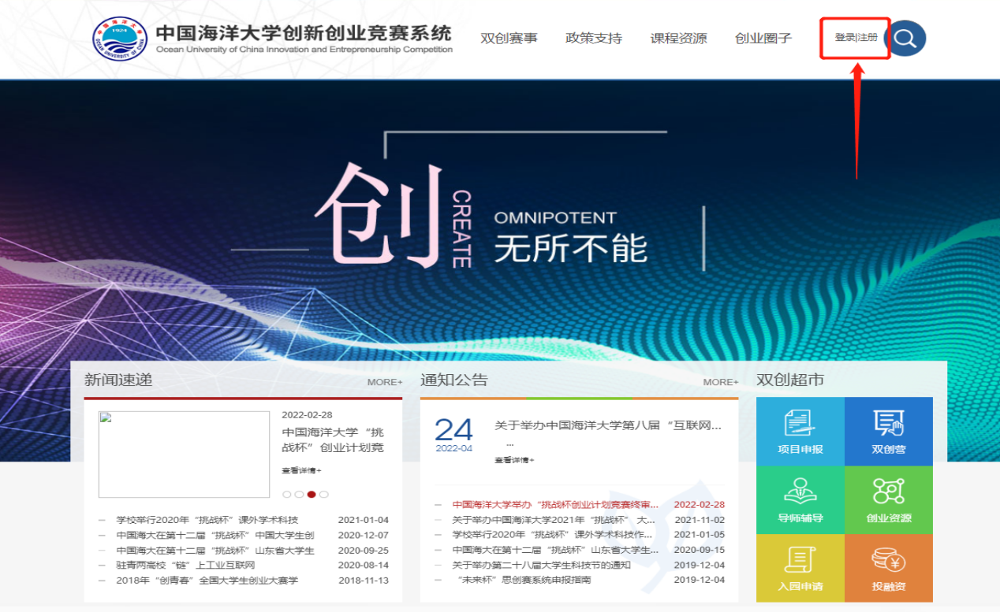 中国海洋大学创新创业竞赛系统
Ocean University of China Innovation and Entrepreneurship Competition
1924
OCEAN UNIVERSITY OF CHINA
双创赛事 政策支持 课程资源 创业圈子 登录|注册
创
CREATE
OMNIPOTENT
无所不能
新闻速递 MORE+
2022-02-28
中国海洋大学“挑
战杯”创业计划竞
查看详情+
学校举行2020年“挑战杯”课外学术科技 2021-01-04
中国海大在第十二届“挑战杯”中国大学生创 2020-12-07
中国海大在第十二届“挑战杯”山东省大学生 2020-09-25
驻青两高校“链”上工业互联网 2020-08-14
2018年“创青春”全国大学生创业大赛学 2018-11-13
通知公告 MORE+
24
2022-04
关于举办中国海洋大学第八届“互联网...
...
查看详情+
中国海洋大学举办“挑战杯创业计划竞赛终审... 2022-02-28
关于举办中国海洋大学2021年“挑战杯” 大... 2021-11-02
学校举行2020年“挑战杯”课外学术科技作... 2021-01-05
中国海大在第十二届“挑战杯”山东省大学生... 2020-09-15
关于举办第二十八届大学生科技节的通知 2019-12-04
“未来杯”思创赛系统申报指南 2019-12-04
双创超市
项目申报 双创营
导师辅导 创业资源
入园申请 投融资